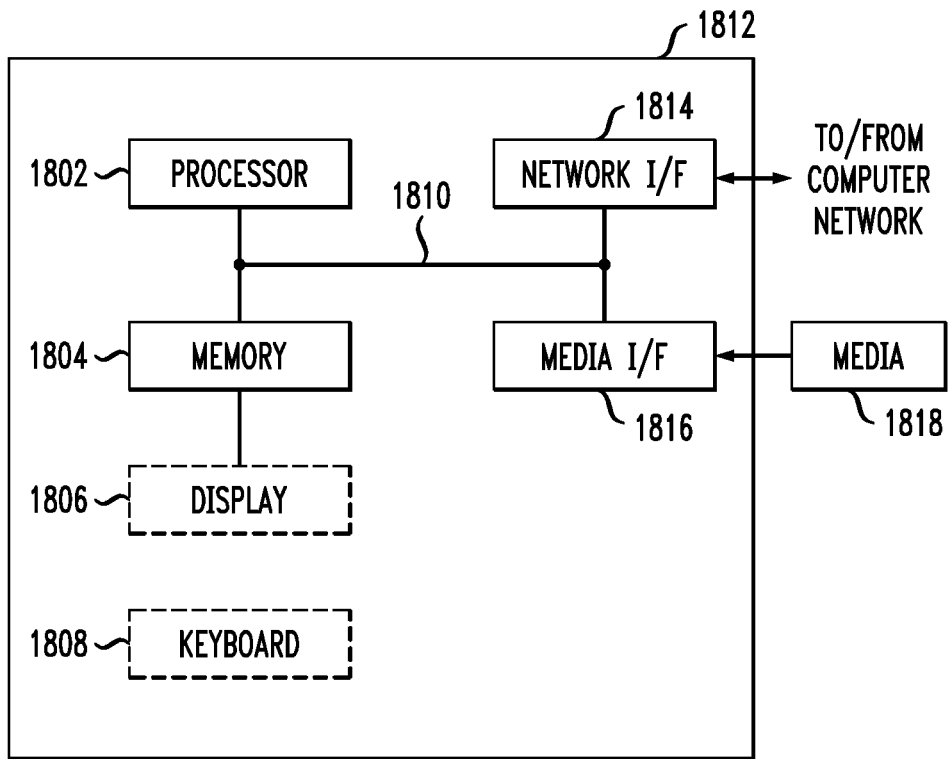 1812
1814
1802
PROCESSOR
NETWORK I/F
TO/FROM
COMPUTER
NETWORK
1810
1804
MEMORY
MEDIA I/F
MEDIA
1816
1818
1806
DISPLAY
1808
KEYBOARD